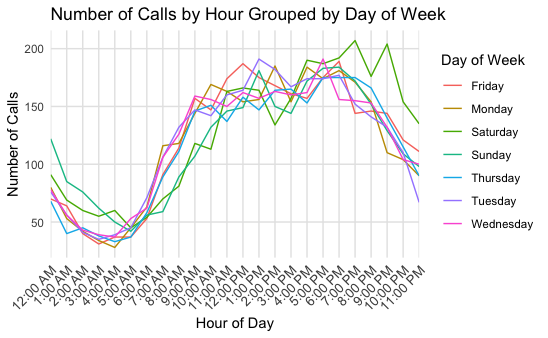 Number of Calls by Hour Grouped by Day of Week
Number of Calls
200
150
100
50
12:00 AM
1:00 AM
2:00 AM
3:00 AM
4:00 AM
5:00 AM
6:00 AM
7:00 AM
8:00 AM
9:00 AM
10:00 AM
11:00 AM
12:00 PM
1:00 PM
2:00 PM
3:00 PM
4:00 PM
5:00 PM
6:00 PM
7:00 PM
8:00 PM
9:00 PM
10:00 PM
11:00 PM
Hour of Day
Day of Week
Friday
Monday
Saturday
Sunday
Thursday
Tuesday
Wednesday